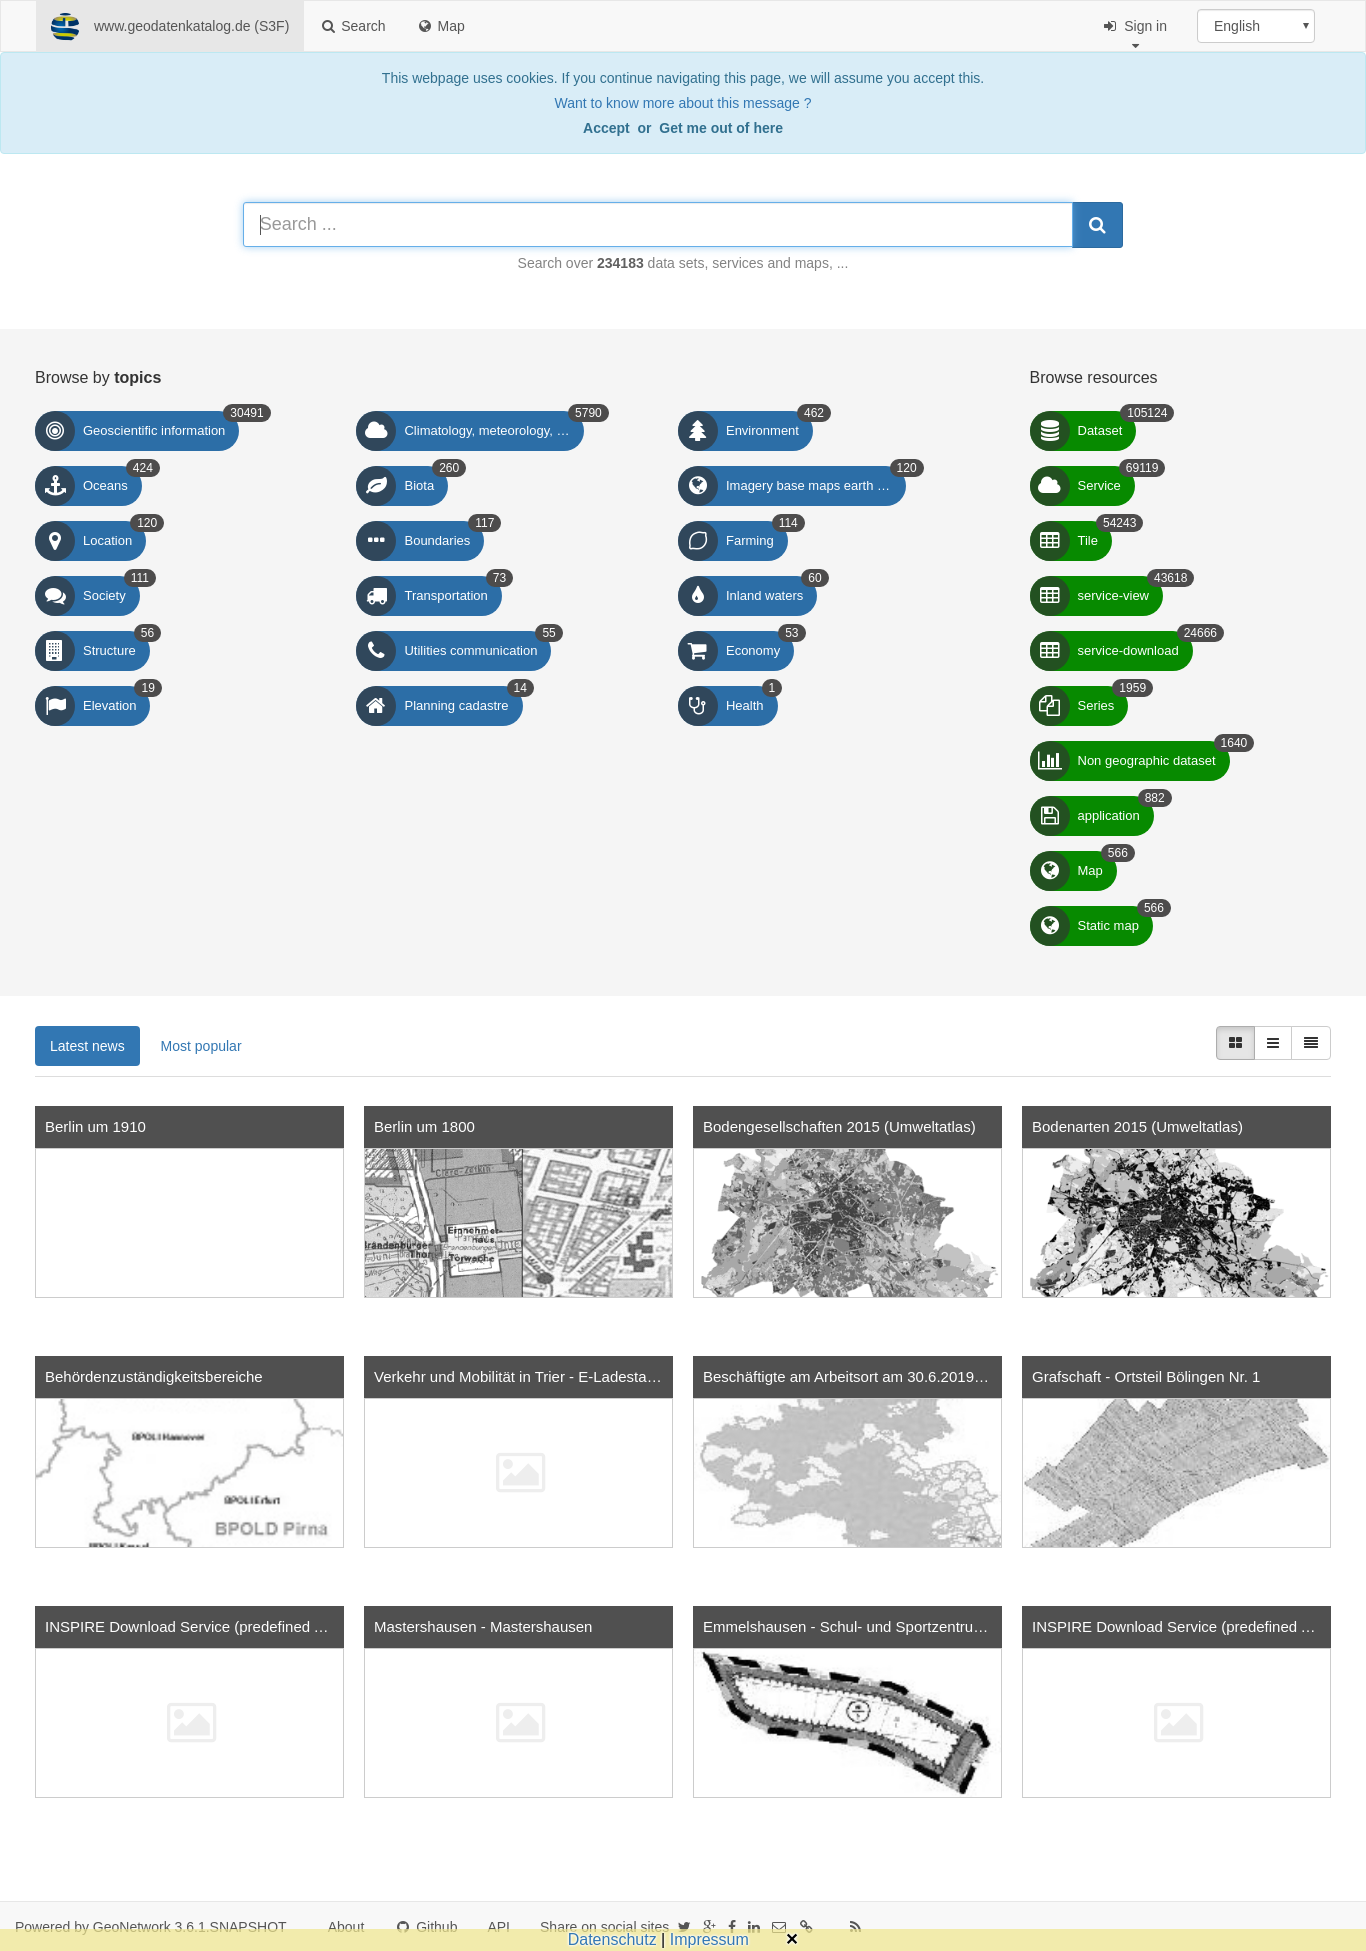 www.geodatenkatalog.de (S3F) Search Map Sign in English
This webpage uses cookies. If you continue navigating this page, we will assume you accept this.
Want to know more about this message ?
Accept or Get me out of here
Search ...
Search over 234183 data sets, services and maps, ...
Browse by topics
Geoscientific information 30491
Climatology, meteorology, … 5790
Environment 462
Oceans 424
Biota 260
Imagery base maps earth … 120
Location 120
Boundaries 117
Farming 114
Society 111
Transportation 73
Inland waters 60
Structure 56
Utilities communication 55
Economy 53
Elevation 19
Planning cadastre 14
Health 1
Browse resources
Dataset 105124
Service 69119
Tile 54243
service-view 43618
service-download 24666
Series 1959
Non geographic dataset 1640
application 882
Map 566
Static map 566
Latest news Most popular
Berlin um 1910
Berlin um 1800
Clara-Zetkin
Einnehmer-
haus
Brandenburger
Thor
Brandenburger
Torwache
Bodengesellschaften 2015 (Umweltatlas)
Bodenarten 2015 (Umweltatlas)
Behördenzuständigkeitsbereiche
BPOLI Hannover
BPOLI Erfurt
BPOLD Pirna
BPOLI Kassel
Verkehr und Mobilität in Trier - E-Ladesta…
Beschäftigte am Arbeitsort am 30.6.2019…
Grafschaft - Ortsteil Bölingen Nr. 1
INSPIRE Download Service (predefined …
Mastershausen - Mastershausen
Emmelshausen - Schul- und Sportzentru…
INSPIRE Download Service (predefined …
Powered by GeoNetwork 3.6.1.SNAPSHOT About Github API Share on social sites
Datenschutz | Impressum ×